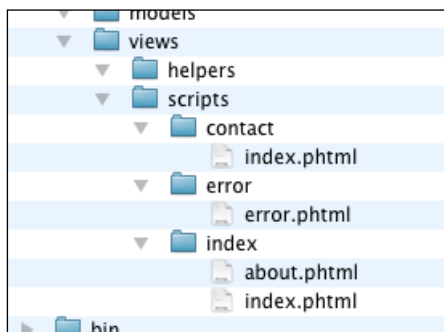 models
views
helpers
scripts
contact
index.phtml
error
error.phtml
index
about.phtml
index.phtml
bin